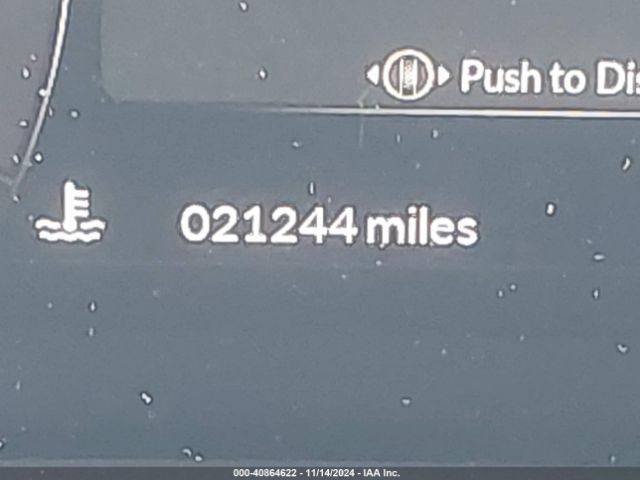 Push to Dis
021244 miles
000-40864622 - 11/14/2024 - IAA Inc.